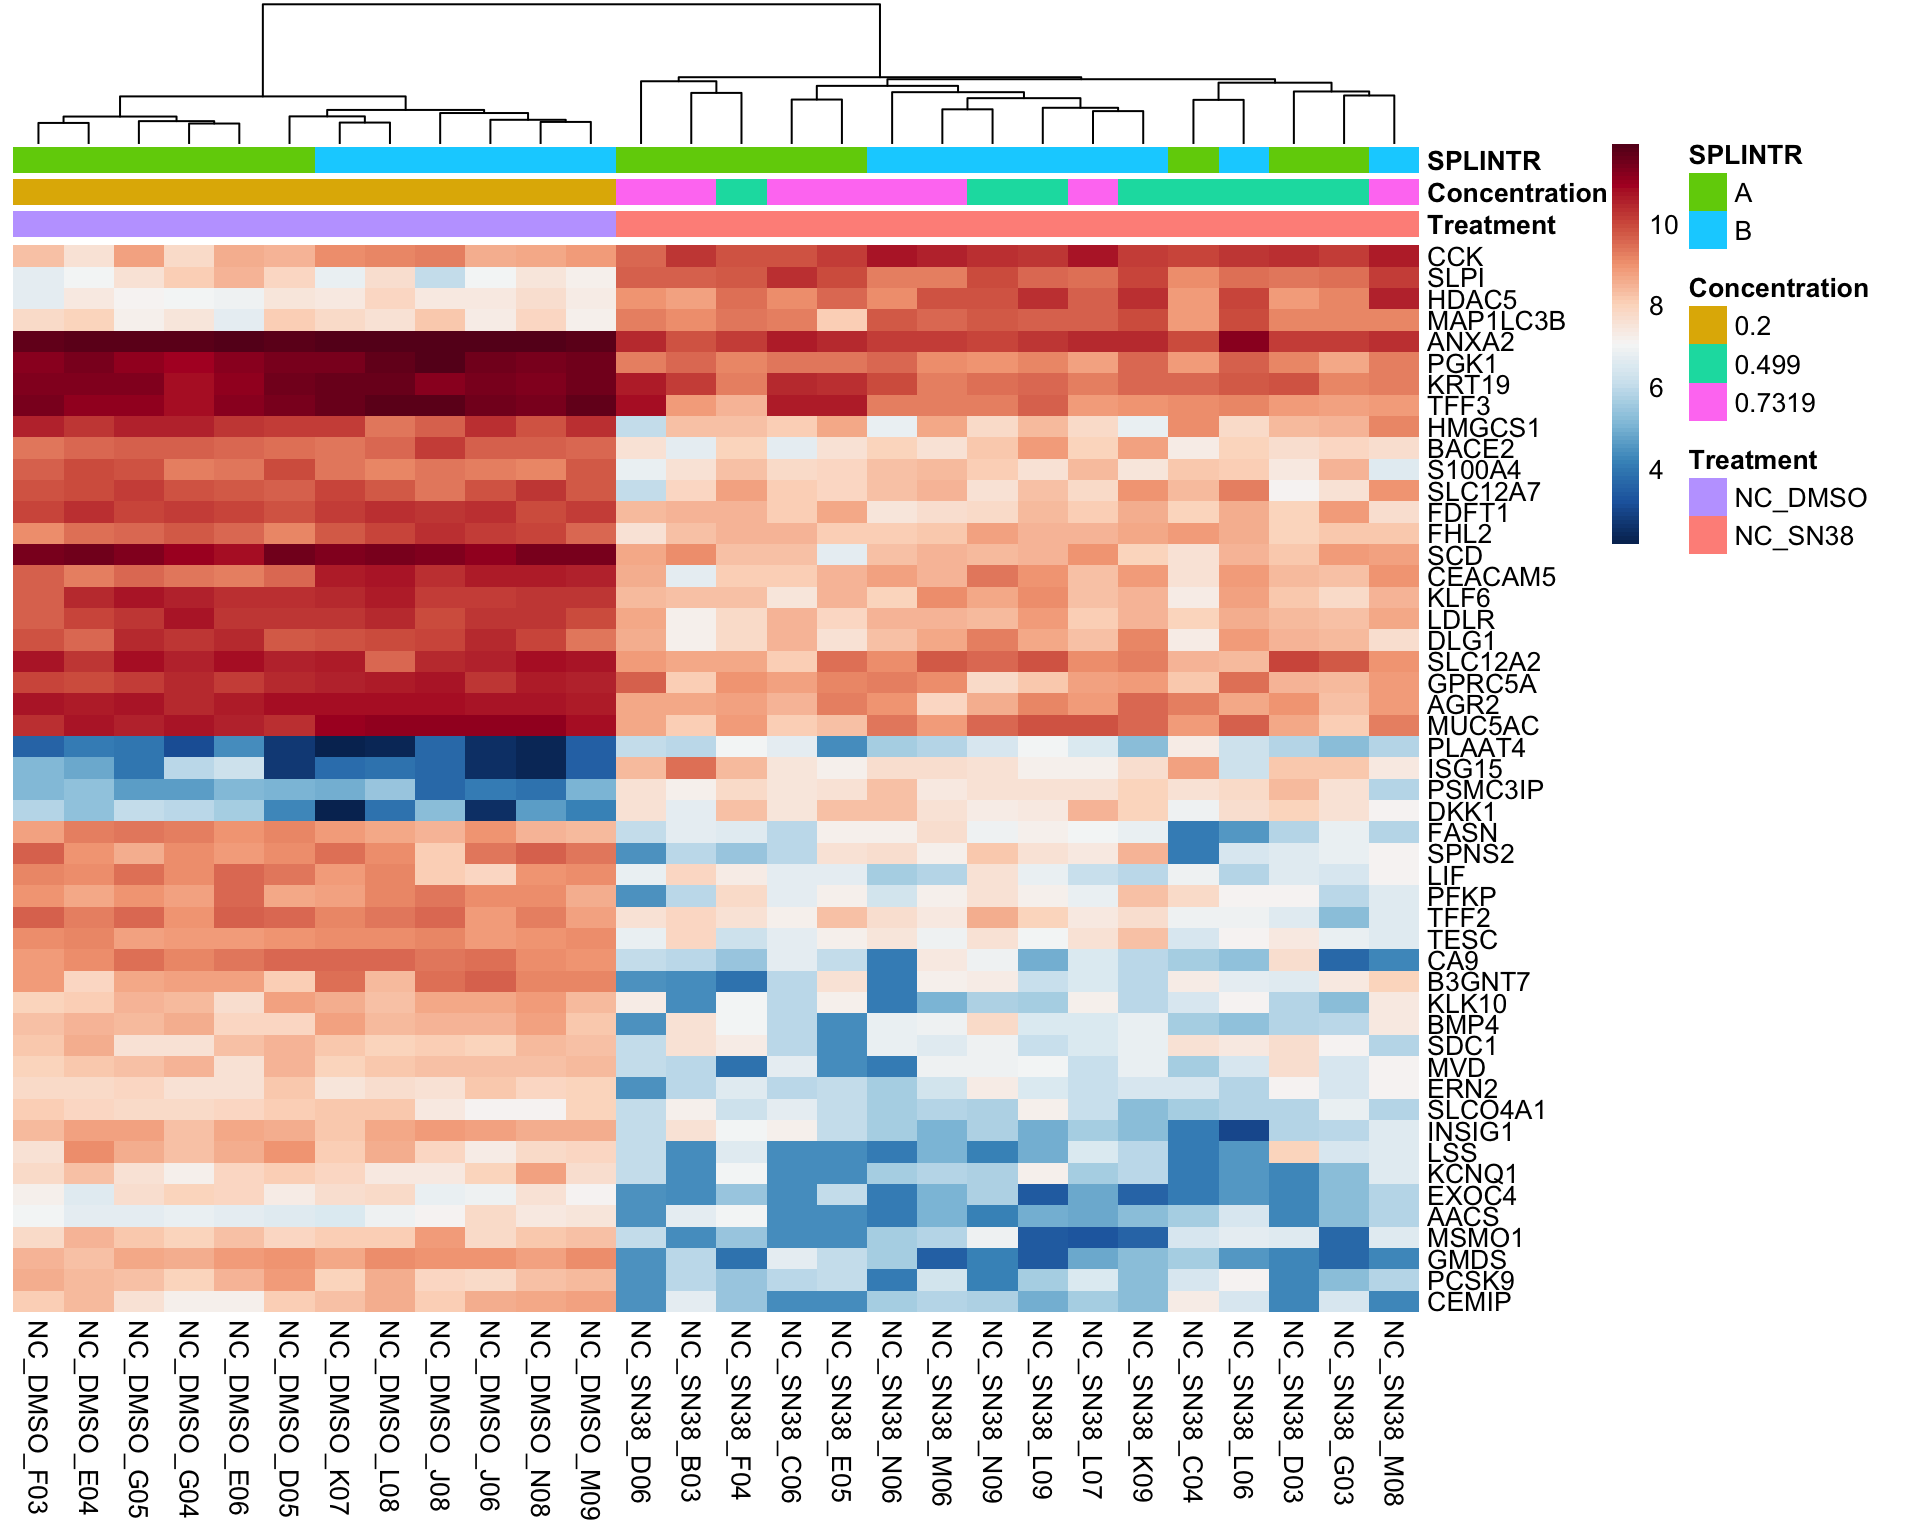 SPLINTR
Concentration
Treatment
CCK
SLPI
HDAC5
MAP1LC3B
ANXA2
PGK1
KRT19
TFF3
HMGCS1
BACE2
S100A4
SLC12A7
FDFT1
FHL2
SCD
CEACAM5
KLF6
LDLR
DLG1
SLC12A2
GPRC5A
AGR2
MUC5AC
PLAAT4
ISG15
PSMC3IP
DKK1
FASN
SPNS2
LIF
PFKP
TFF2
TESC
CA9
B3GNT7
KLK10
BMP4
SDC1
MVD
ERN2
SLCO4A1
INSIG1
LSS
KCNQ1
EXOC4
AACS
MSMO1
GMDS
PCSK9
CEMIP
NC_DMSO_F03
NC_DMSO_E04
NC_DMSO_G05
NC_DMSO_G04
NC_DMSO_E06
NC_DMSO_D05
NC_DMSO_K07
NC_DMSO_L08
NC_DMSO_J08
NC_DMSO_J06
NC_DMSO_N08
NC_DMSO_M09
NC_SN38_D06
NC_SN38_B03
NC_SN38_F04
NC_SN38_C06
NC_SN38_E05
NC_SN38_N06
NC_SN38_M06
NC_SN38_N09
NC_SN38_L09
NC_SN38_L07
NC_SN38_K09
NC_SN38_C04
NC_SN38_L06
NC_SN38_D03
NC_SN38_G03
NC_SN38_M08
10
8
6
4
SPLINTR
A
B
Concentration
0.2
0.499
0.7319
Treatment
NC_DMSO
NC_SN38